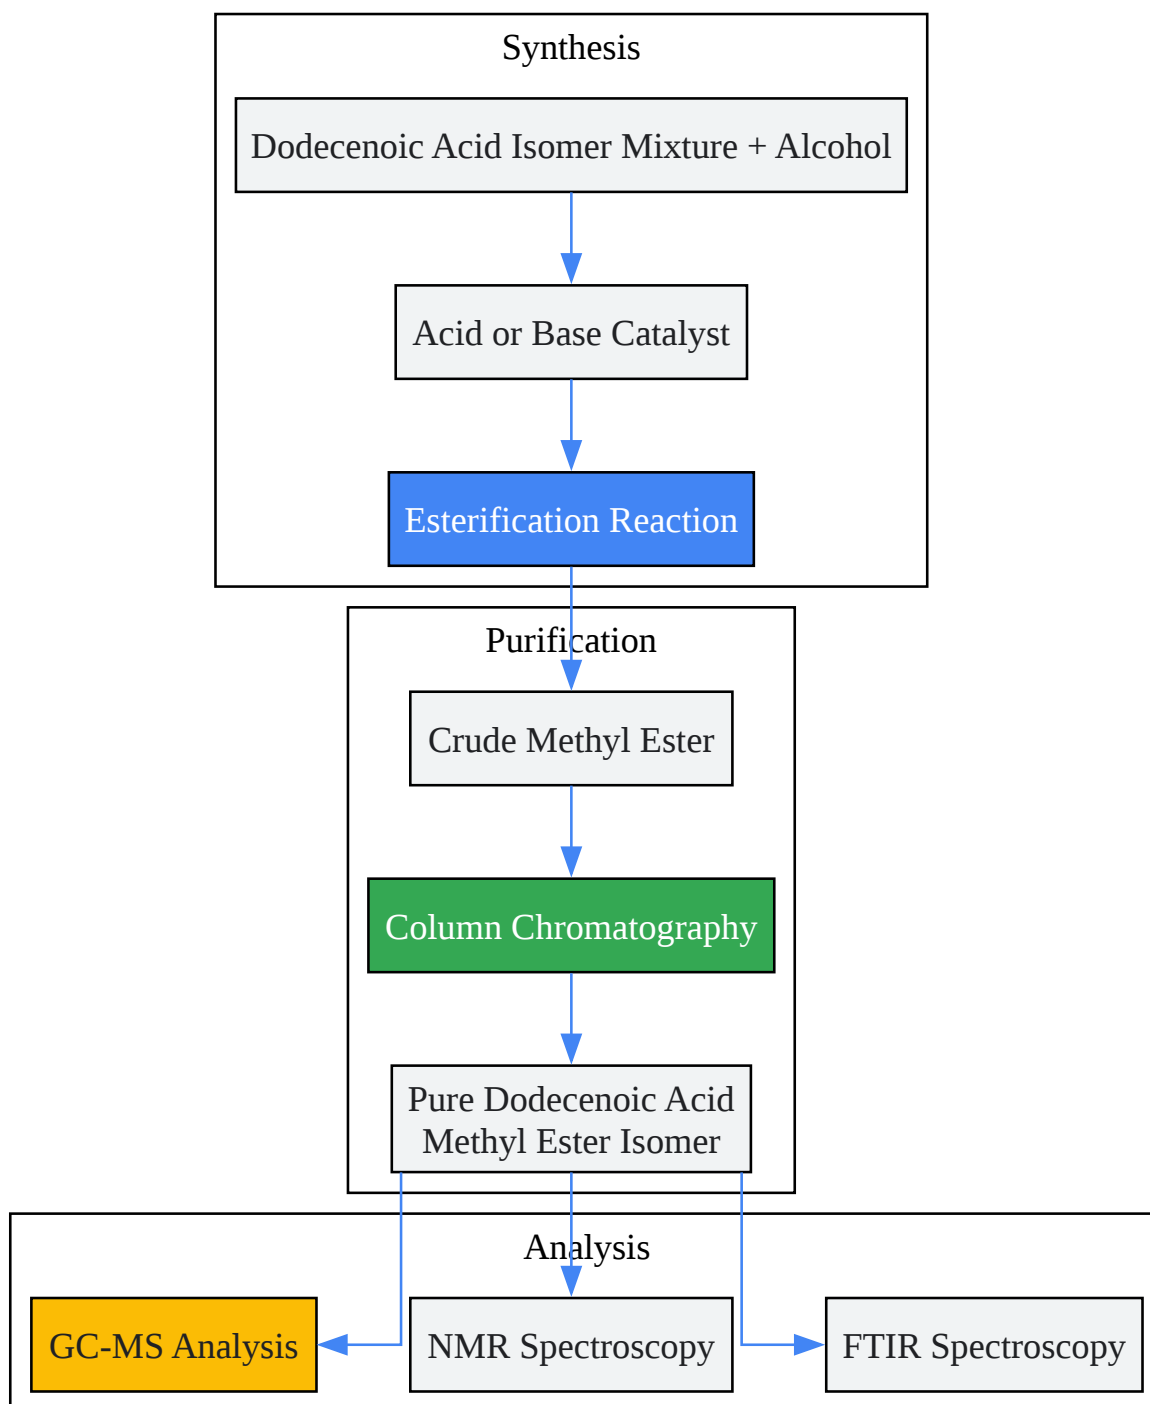 Synthesis
Dodecenoic Acid Isomer Mixture + Alcohol
Acid or Base Catalyst
Esterification Reaction
Purification
Crude Methyl Ester
Column Chromatography
Pure Dodecenoic Acid
Methyl Ester Isomer
Analysis
GC-MS Analysis
NMR Spectroscopy
FTIR Spectroscopy